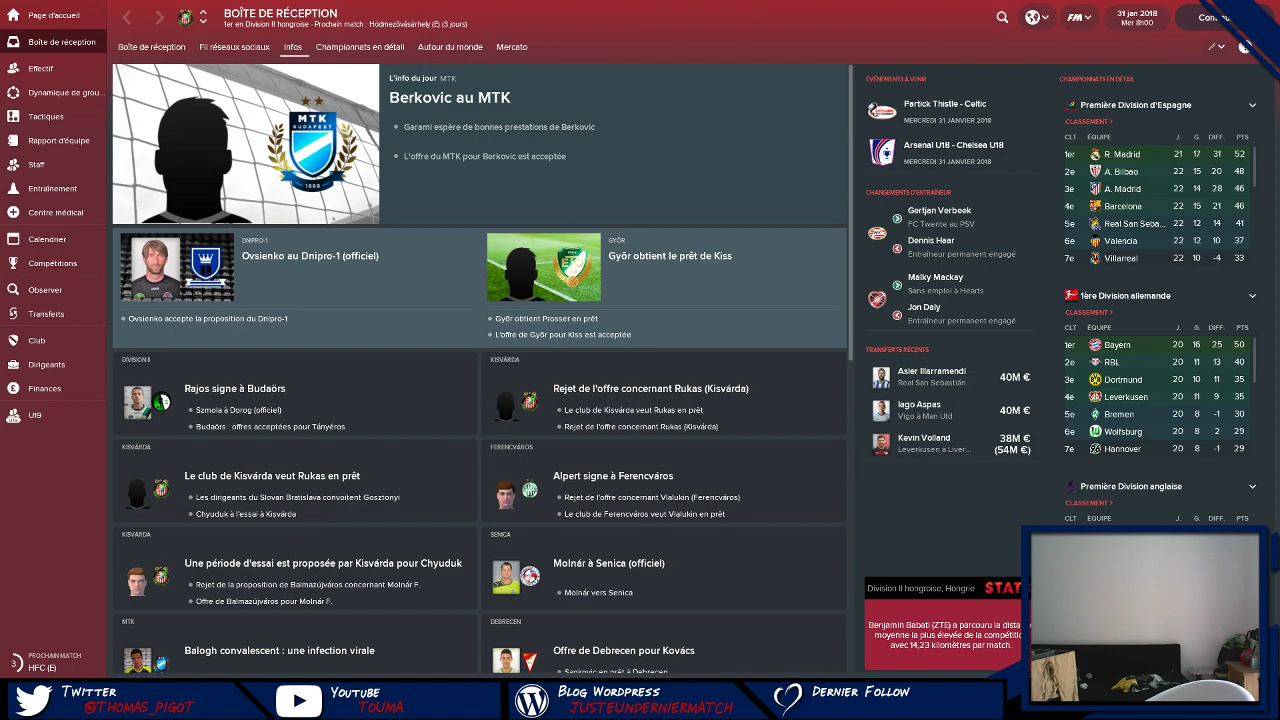 Page d'accueil
Boîte de réception
Effectif
Dynamique de grou...
Tactiques
Rapport d'équipe
Staff
Entraînement
Centre médical
Calendrier
Compétitions
Observer
Transferts
Club
Dirigeants
Finances
U19
PROCHAIN MATCH
3
HFC (E)
BOÎTE DE RÉCEPTION
1er en Division II hongroise - Prochain match : Hódmezővásárhely (E) (3 jours)
FM
31 jan 2018
Mer 8h00
Boîte de réception
Fil réseaux sociaux
Infos
Championnats en détail
Autour du monde
Mercato
MTK
BUDAPEST
1888
L'info du jour MTK
Berkovic au MTK
Garami espère de bonnes prestations de Berkovic
L'offre du MTK pour Berkovic est acceptée
DNIPRO-1
Ovsienko au Dnipro-1 (officiel)
Ovsienko accepte la proposition du Dnipro-1
GYŐR
Győr obtient le prêt de Kiss
Győr obtient Prosser en prêt
L'offre de Győr pour Kiss est acceptée
DIVISION II
Rajos signe à Budaörs
Szmola à Dorog (officiel)
Budaörs : offres acceptées pour Tányéros
KISVÁRDA
Rejet de l'offre concernant Rukas (Kisvárda)
Le club de Kisvárda veut Rukas en prêt
Rejet de l'offre concernant Rukas (Kisvárda)
KISVÁRDA
Le club de Kisvárda veut Rukas en prêt
Les dirigeants du Slovan Bratislava convoitent Gosztonyi
Chyuduk à l'essai à Kisvárda
FERENCVÁROS
Alpert signe à Ferencváros
Rejet de l'offre concernant Vlalukin (Ferencváros)
Le club de Ferencváros veut Vlalukin en prêt
KISVÁRDA
Une période d'essai est proposée par Kisvárda pour Chyuduk
Rejet de la proposition de Balmazújváros concernant Molnár F.
Offre de Balmazújváros pour Molnár F.
SENICA
Molnár à Senica (officiel)
Molnár vers Senica
MTK
Balogh convalescent : une infection virale
DEBRECEN
Offre de Debrecen pour Kovács
ÉVÉNEMENTS À VENIR
Partick Thistle - Celtic
MERCREDI 31 JANVIER 2018
Arsenal U18 - Chelsea U18
MERCREDI 31 JANVIER 2018
CHANGEMENTS D'ENTRAÎNEUR
Gertjan Verbeek
FC Twente au PSV
Dennis Haar
Entraîneur permanent engagé
Malky Mackay
Sans emploi à Hearts
Jon Daly
Entraîneur permanent engagé
TRANSFERTS RÉCENTS
Asier Illarramendi 40M €
Real San Sebastián...
Iago Aspas 40M €
Vigo à Man Utd
Kevin Volland 38M €
Leverkusen à Liver... (54M €)
CHAMPIONNATS EN DÉTAIL
Première Division d'Espagne
CLASSEMENT >
CLT ÉQUIPE J. G. DIFF. PTS
1er R. Madrid 21 17 31 52
2e A. Bilbao 22 15 20 48
3e A. Madrid 22 14 28 46
4e Barcelona 22 14 21 46
5e Real San Seba... 22 12 14 41
6e Valencia 22 12 10 37
7e Villarreal 22 10 -4 33
1ère Division allemande
CLASSEMENT >
CLT ÉQUIPE J. G. DIFF. PTS
1er Bayern 20 16 25 50
2e RBL 20 10 11 35
3e Dortmund 20 10 11 35
4e Leverkusen 20 11 9 35
5e Bremen 20 8 -1 30
6e Wolfsburg 20 8 2 29
7e Hannover 20 8 -1 29
Première Division anglaise
CLASSEMENT >
CLT ÉQUIPE J. G. DIFF. PTS
Division II hongroise, Hongrie STAT
Benjamin Babati (ZTE) a parcouru la dista
moyenne la plus élevée de la compétitic
avec 14,23 kilomètres par match.
Twitter
@Thomas_Pigot
Youtube
Touma
Blog Wordpress
JusteUnDernierMatch
Dernier Follow